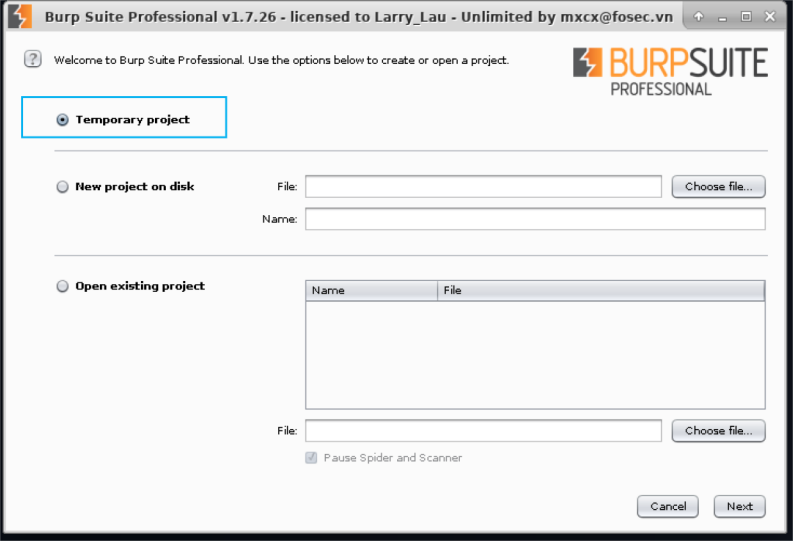 Burp Suite Professional v1.7.26 - licensed to Larry_Lau - Unlimited by mxcx@fosec.vn
? Welcome to Burp Suite Professional. Use the options below to create or open a project.
BURPSUITE
PROFESSIONAL
Temporary project
New project on disk File: Choose file...
Name:
Open existing project Name File
File: Choose file...
Pause Spider and Scanner
Cancel Next